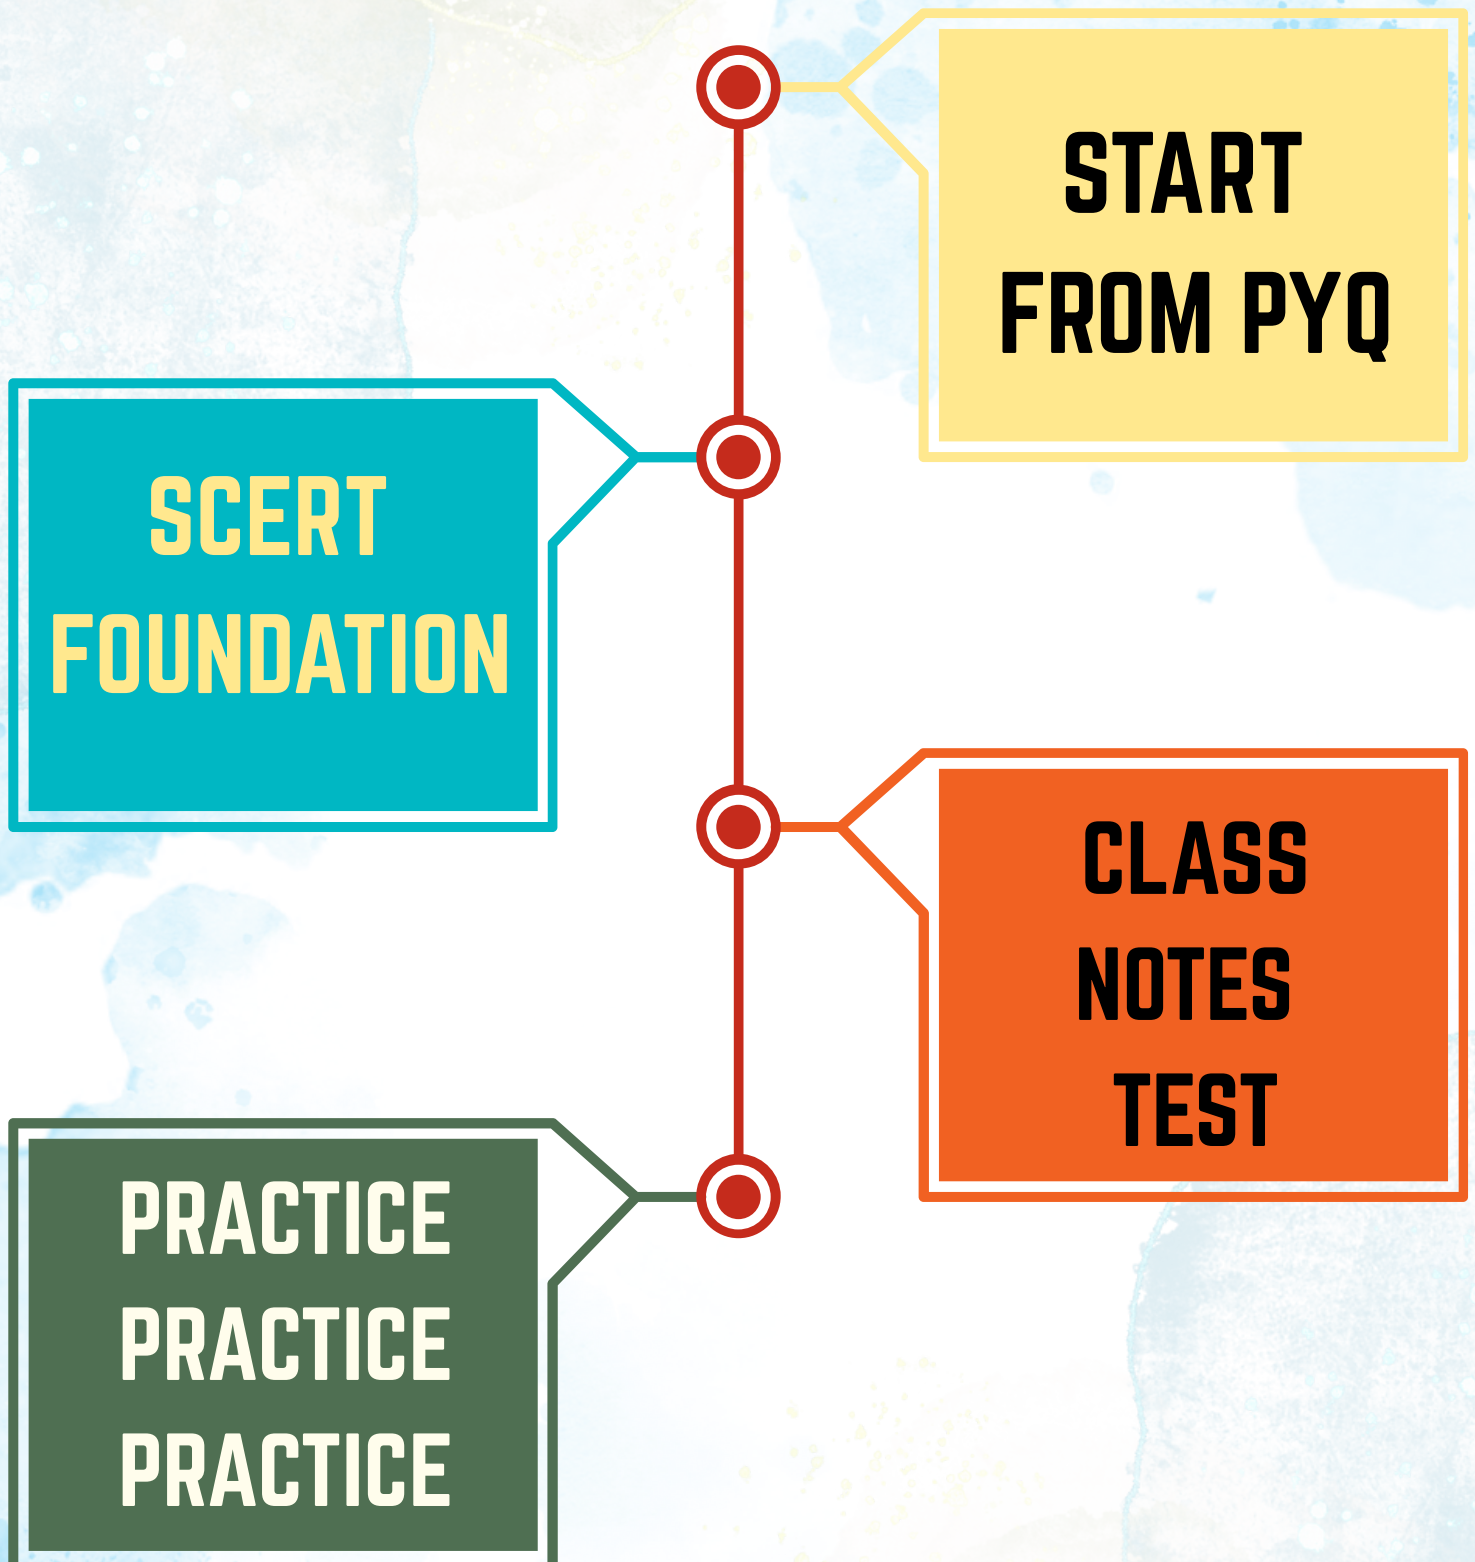 START
FROM PYQ
SCERT
FOUNDATION
CLASS
NOTES
TEST
PRACTICE
PRACTICE
PRACTICE